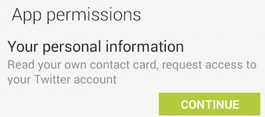 App permissions
Your personal information
Read your own contact card, request access to
your Twitter account
CONTINUE